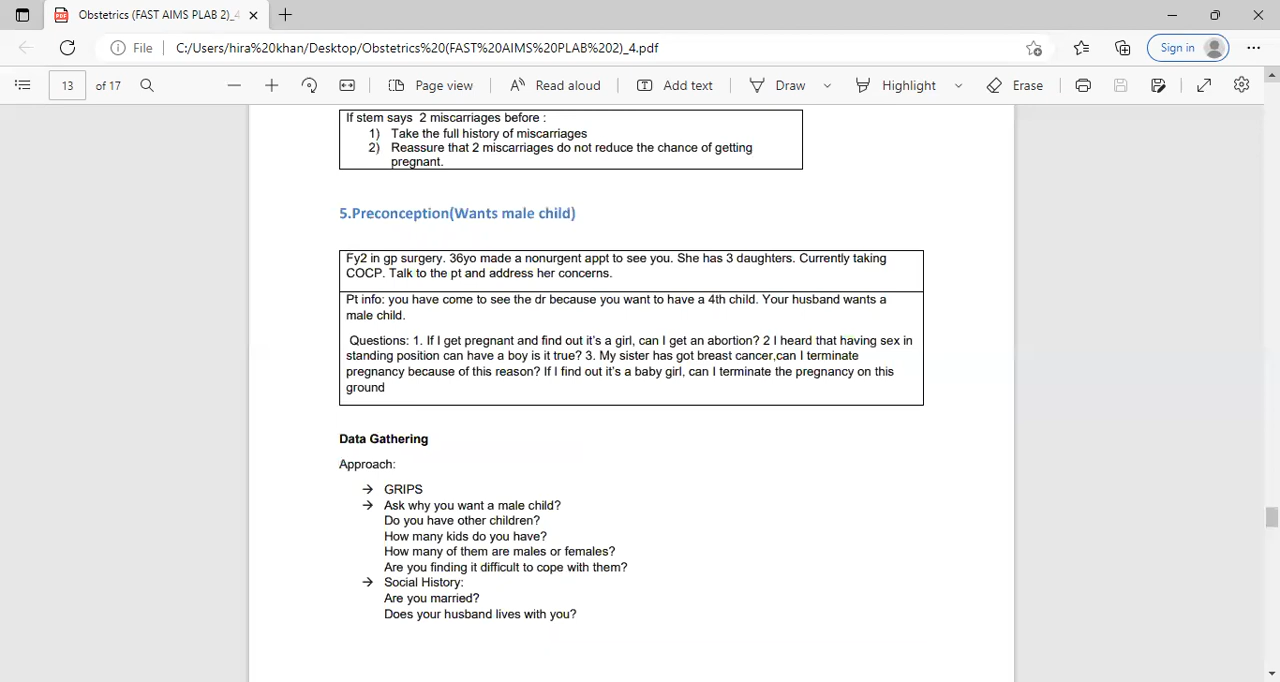 Obstetrics (FAST AIMS PLAB 2)_4
File
C:/Users/hira%20khan/Desktop/Obstetrics%20(FAST%20AIMS%20PLAB%202)_4.pdf
Sign in
13 of 17
Page view
Read aloud
Add text
Draw
Highlight
Erase
If stem says 2 miscarriages before :
1) Take the full history of miscarriages
2) Reassure that 2 miscarriages do not reduce the chance of getting
pregnant.
5.Preconception(Wants male child)
Fy2 in gp surgery. 36yo made a nonurgent appt to see you. She has 3 daughters. Currently taking
COCP. Talk to the pt and address her concerns.
Pt info: you have come to see the dr because you want to have a 4th child. Your husband wants a
male child.
Questions: 1. If I get pregnant and find out it's a girl, can I get an abortion? 2 I heard that having sex in
standing position can have a boy is it true? 3. My sister has got breast cancer,can I terminate
pregnancy because of this reason? If I find out it's a baby girl, can I terminate the pregnancy on this
ground
Data Gathering
Approach:
→ GRIPS
→ Ask why you want a male child?
Do you have other children?
How many kids do you have?
How many of them are males or females?
Are you finding it difficult to cope with them?
→ Social History:
Are you married?
Does your husband lives with you?